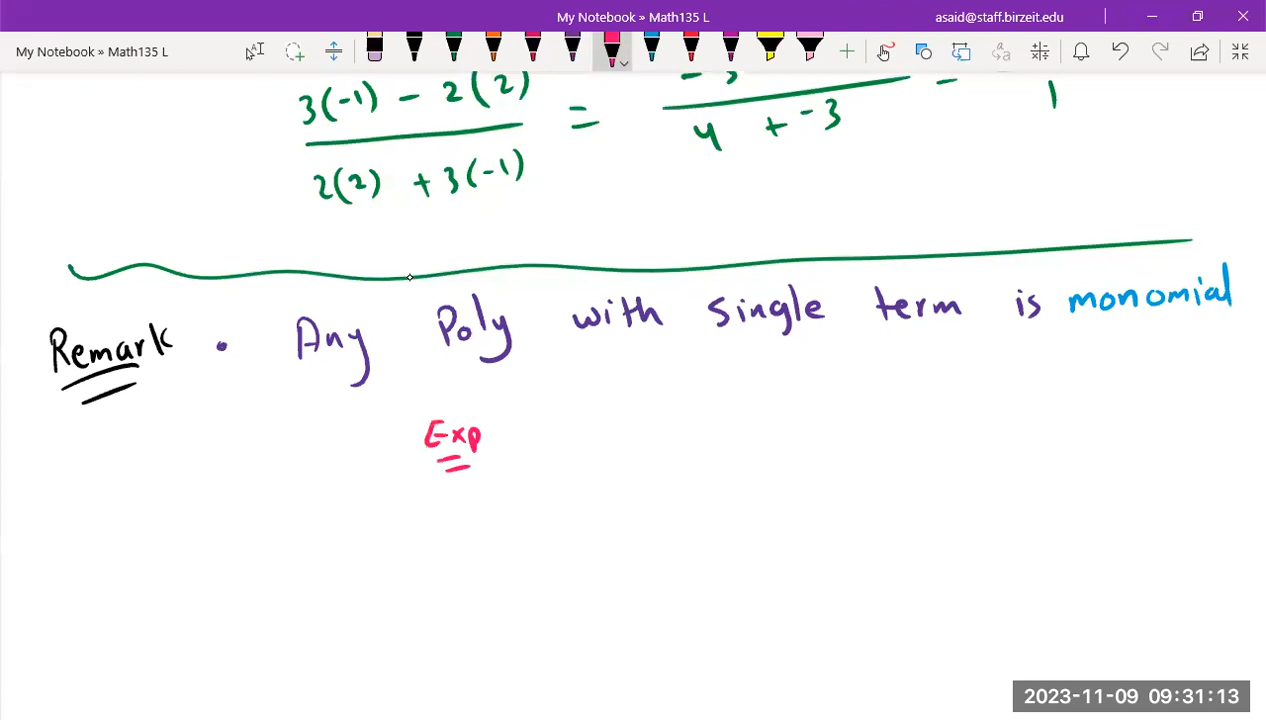 My Notebook » Math135 L
asaid@staff.birzeit.edu
My Notebook » Math135 L
3(-1) - 2(2)
2(2) + 3(-1)
=
4 + -3
=
1
Remark • Any Poly with single term is monomial
Exp
2023-11-09 09:31:13